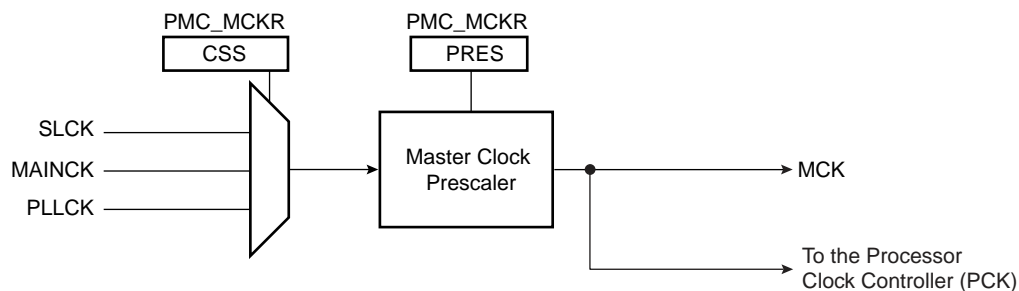 PMC_MCKR
PMC_MCKR
CSS
PRES
SLCK
MAINCK
PLLCK
Master Clock
Prescaler
MCK
To the Processor
Clock Controller (PCK)